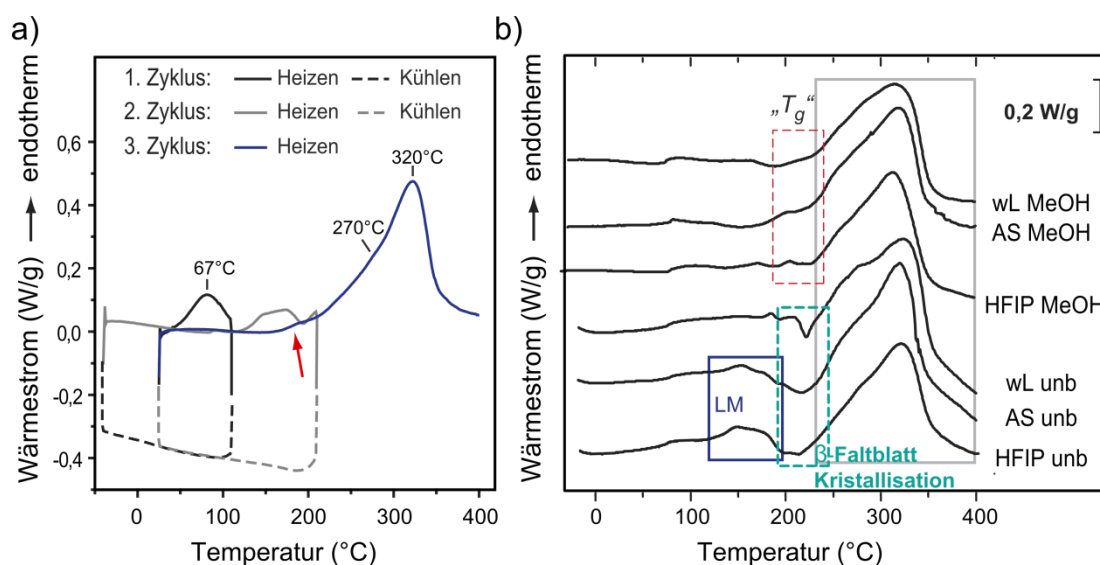 a)
Wärmestrom (W/g) → endotherm
1. Zyklus: Heizen Kühlen
2. Zyklus: Heizen Kühlen
3. Zyklus: Heizen
0,6
0,4
0,2
0,0
-0,2
-0,4
67°C
270°C
320°C
0 100 200 300 400
Temperatur (°C)
b)
Wärmestrom (W/g) → endotherm
„Tg“
0,2 W/g
wL MeOH
AS MeOH
HFIP MeOH
wL unb
AS unb
HFIP unb
LM
β-Faltblatt
Kristallisation
0 100 200 300 400
Temperatur (°C)